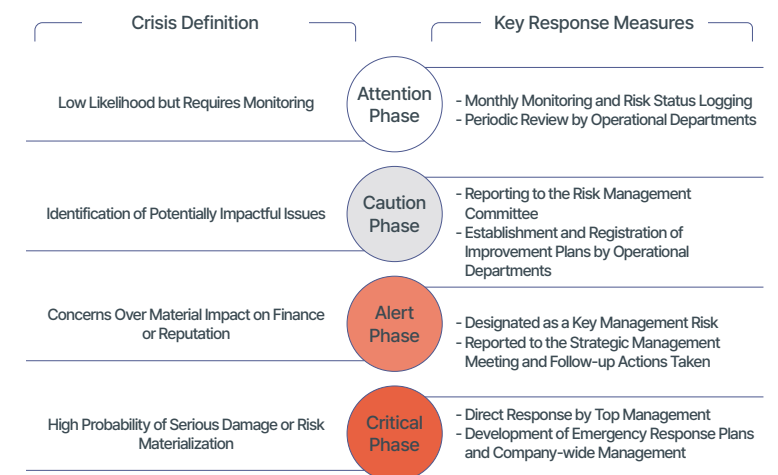 Crisis Definition
Key Response Measures
Low Likelihood but Requires Monitoring
Attention
Phase
- Monthly Monitoring and Risk Status Logging
- Periodic Review by Operational Departments
Identification of Potentially Impactful Issues
Caution
Phase
- Reporting to the Risk Management
Committee
- Establishment and Registration of
Improvement Plans by Operational
Departments
Concerns Over Material Impact on Finance
or Reputation
Alert
Phase
- Designated as a Key Management Risk
- Reported to the Strategic Management
Meeting and Follow-up Actions Taken
High Probability of Serious Damage or Risk
Materialization
Critical
Phase
- Direct Response by Top Management
- Development of Emergency Response Plans
and Company-wide Management